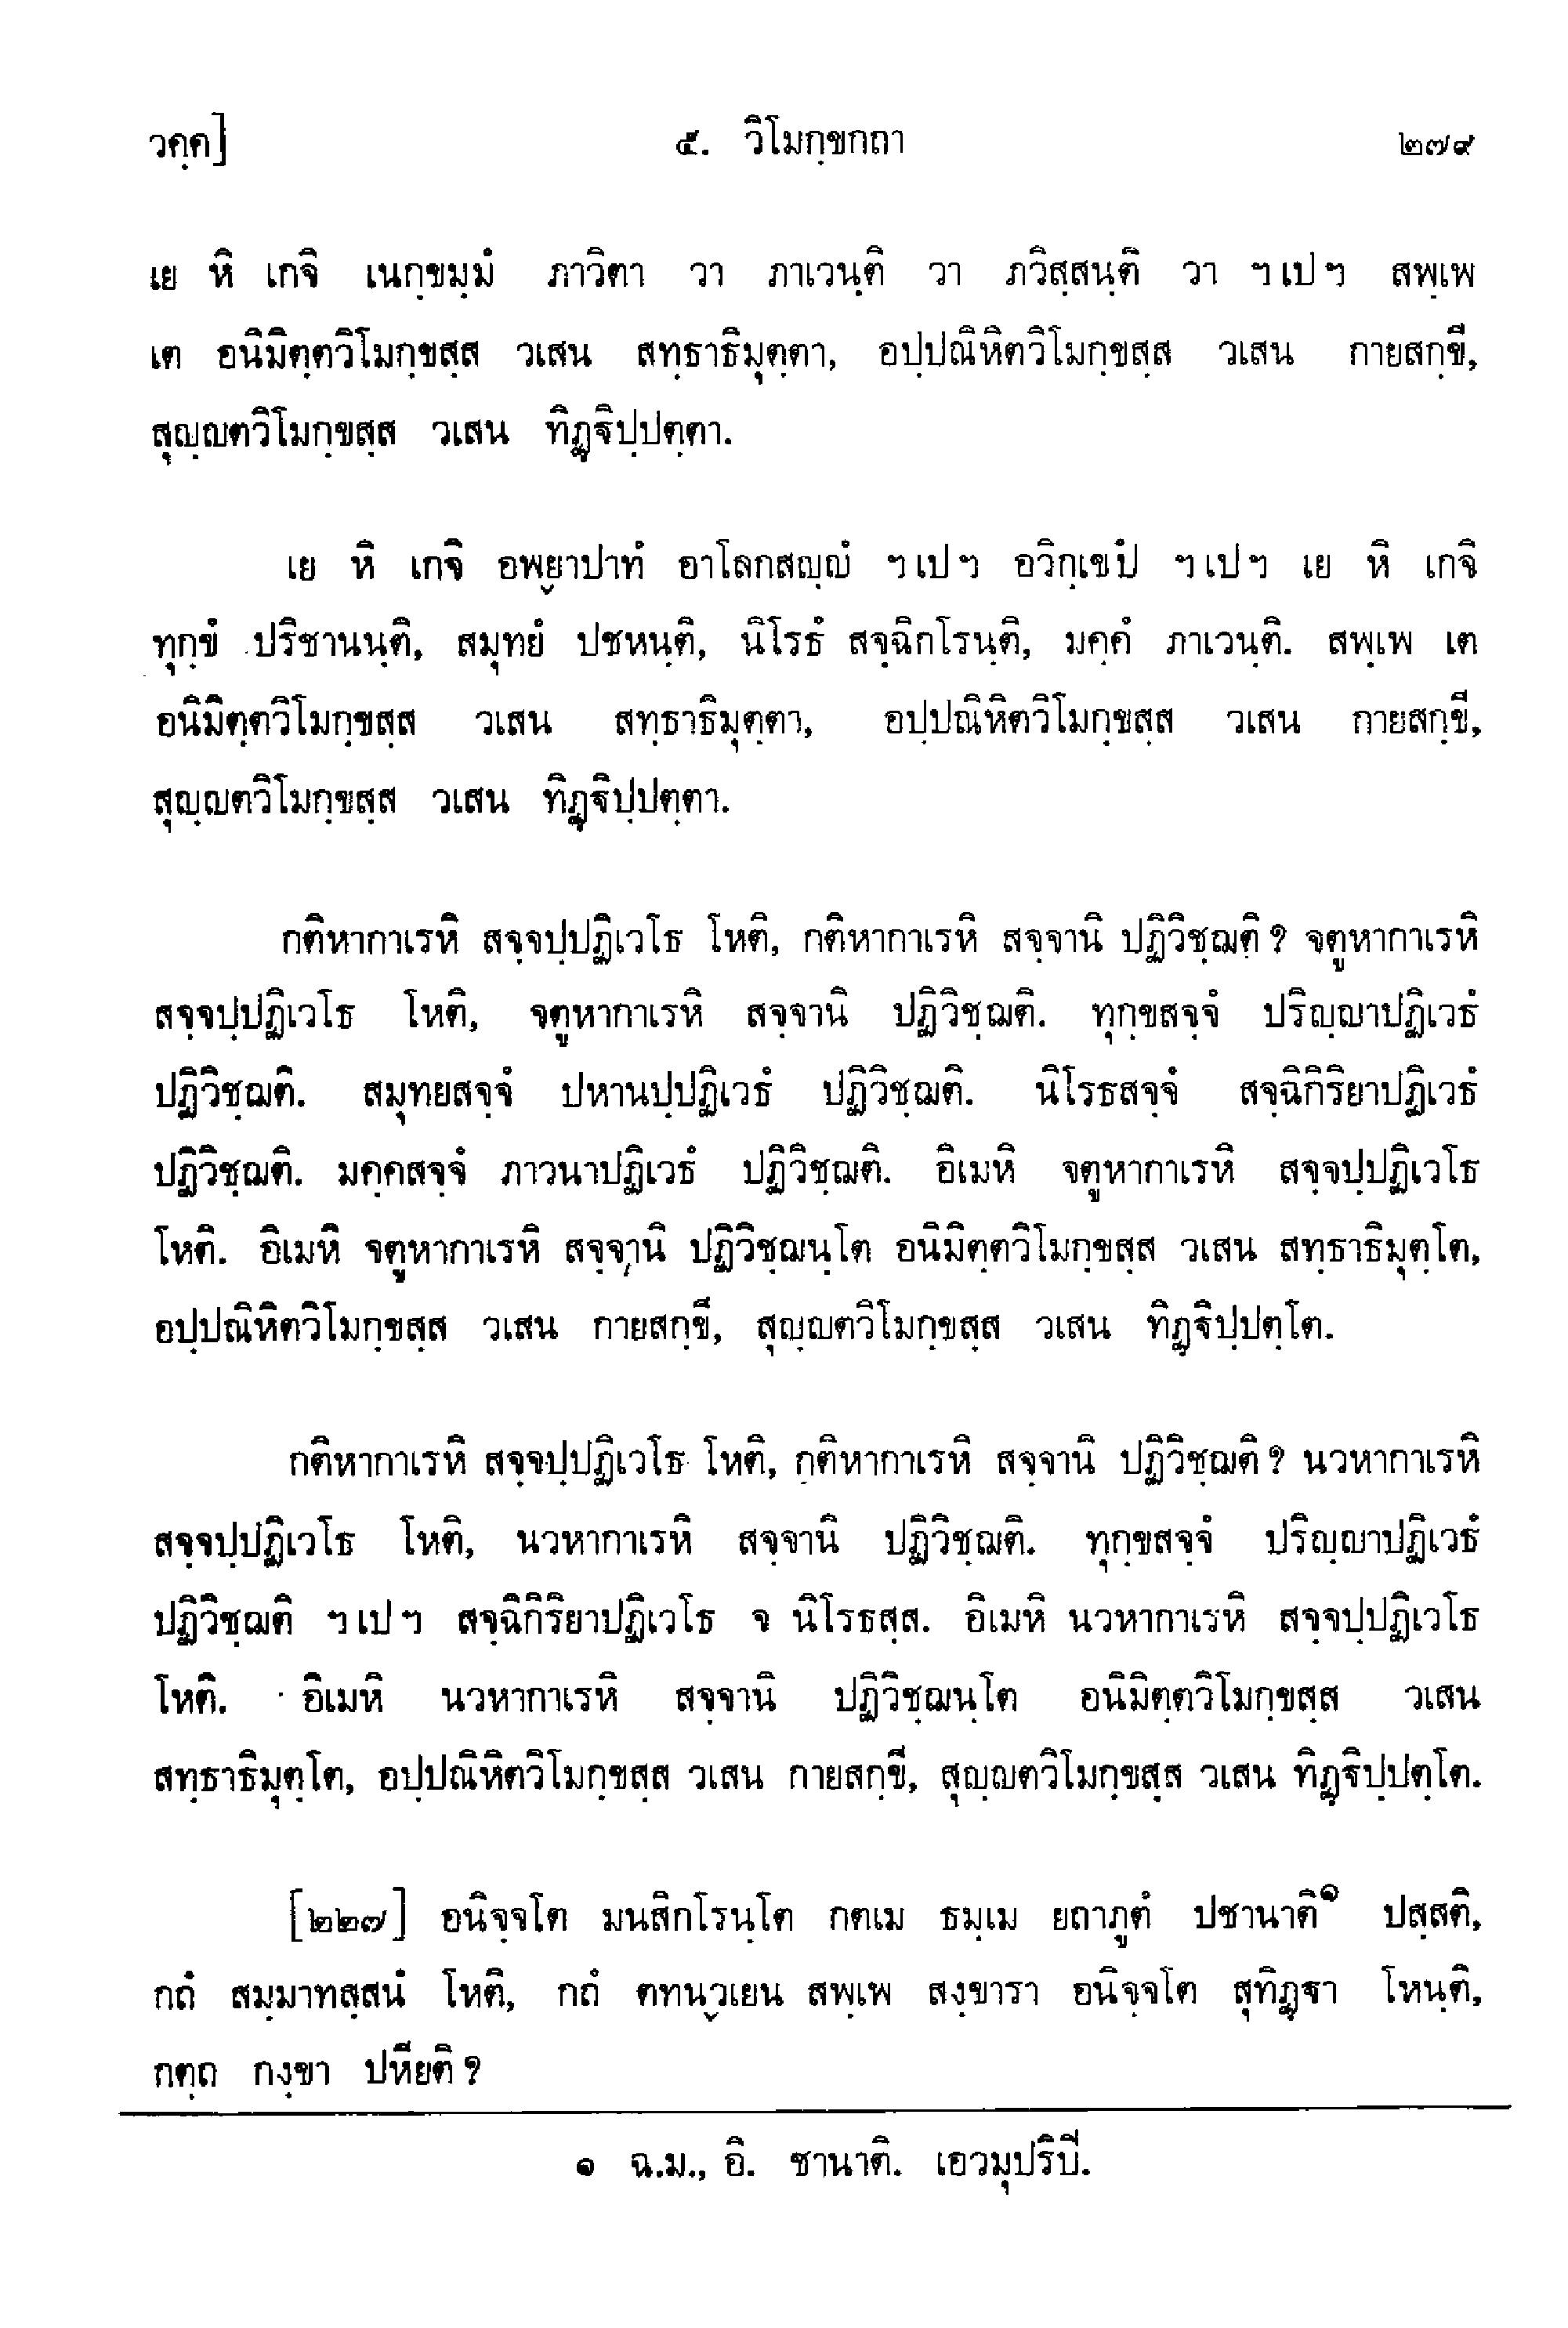 วคฺค] ๕. วิโมกฺขกถา ๒๗๙
เย หิ เกจิ เนกฺขมฺมํ ภาวิตา วา ภาเวนฺติ วา ภวิสฺสนฺติ วา ฯเปฯ สพฺเพ
เต อนิมิตฺตวิโมกฺขสฺส วเสน สทฺธาธิมุตฺตา, อปฺปณิหิตวิโมกฺขสฺส วเสน กายสกฺขี,
สุญฺญตวิโมกฺขสฺส วเสน ทิฏฺฐิปฺปตฺตา.
เย หิ เกจิ อพฺยาปาทํ อาโลกสญฺญํ ฯเปฯ อวิกฺเขปํ ฯเปฯ เย หิ เกจิ
ทุกฺขํ ปริชานนฺติ, สมุทยํ ปชหนฺติ, นิโรธํ สจฺฉิกโรนฺติ, มคฺคํ ภาเวนฺติ. สพฺเพ เต
อนิมิตฺตวิโมกฺขสฺส วเสน สทฺธาธิมุตฺตา, อปฺปณิหิตวิโมกฺขสฺส วเสน กายสกฺขี,
สุญฺญตวิโมกฺขสฺส วเสน ทิฏฺฐิปฺปตฺตา.
กติหากาเรหิ สจฺจปฺปฏิเวโธ โหติ, กติหากาเรหิ สจฺจานิ ปฏิวิชฺฌติ? จตูหากาเรหิ
สจฺจปฺปฏิเวโธ โหติ, จตูหากาเรหิ สจฺจานิ ปฏิวิชฺฌติ. ทุกฺขสจฺจํ ปริญฺญาปฏิเวธํ
ปฏิวิชฺฌติ. สมุทยสจฺจํ ปหานปฺปฏิเวธํ ปฏิวิชฺฌติ. นิโรธสจฺจํ สจฺฉิกิริยาปฏิเวธํ
ปฏิวิชฺฌติ. มคฺคสจฺจํ ภาวนาปฏิเวธํ ปฏิวิชฺฌติ. อิเมหิ จตูหากาเรหิ สจฺจปฺปฏิเวโธ
โหติ. อิเมหิ จตูหากาเรหิ สจฺจานิ ปฏิวิชฺฌนฺโต อนิมิตฺตวิโมกฺขสฺส วเสน สทฺธาธิมุตฺโต,
อปฺปณิหิตวิโมกฺขสฺส วเสน กายสกฺขี, สุญฺญตวิโมกฺขสฺส วเสน ทิฏฺฐิปฺปตฺโต.
กติหากาเรหิ สจฺจปฺปฏิเวโธ โหติ, กติหากาเรหิ สจฺจานิ ปฏิวิชฺฌติ? นวหากาเรหิ
สจฺจปฺปฏิเวโธ โหติ, นวหากาเรหิ สจฺจานิ ปฏิวิชฺฌติ. ทุกฺขสจฺจํ ปริญฺญาปฏิเวธํ
ปฏิวิชฺฌติ ฯเปฯ สจฺฉิกิริยาปฏิเวโธ จ นิโรธสฺส. อิเมหิ นวหากาเรหิ สจฺจปฺปฏิเวโธ
โหติ. อิเมหิ นวหากาเรหิ สจฺจานิ ปฏิวิชฺฌนฺโต อนิมิตฺตวิโมกฺขสฺส วเสน
สทฺธาธิมุตฺโต, อปฺปณิหิตวิโมกฺขสฺส วเสน กายสกฺขี, สุญฺญตวิโมกฺขสฺส วเสน ทิฏฺฐิปฺปตฺโต.
[๒๒๗] อนิจฺจโต มนสิกโรนฺโต กตเม ธมฺเม ยถาภูตํ ปชานาติ๑ ปสฺสติ,
กถํ สมฺมาทสฺสนํ โหติ, กถํ ตทนฺวเยน สพฺเพ สงฺขารา อนิจฺจโต สุทิฏฺฐา โหนฺติ,
กตฺถ กงฺขา ปหียติ?
๑ ฉ.ม., อิ. ชานาติ. เอวมุปริปี.